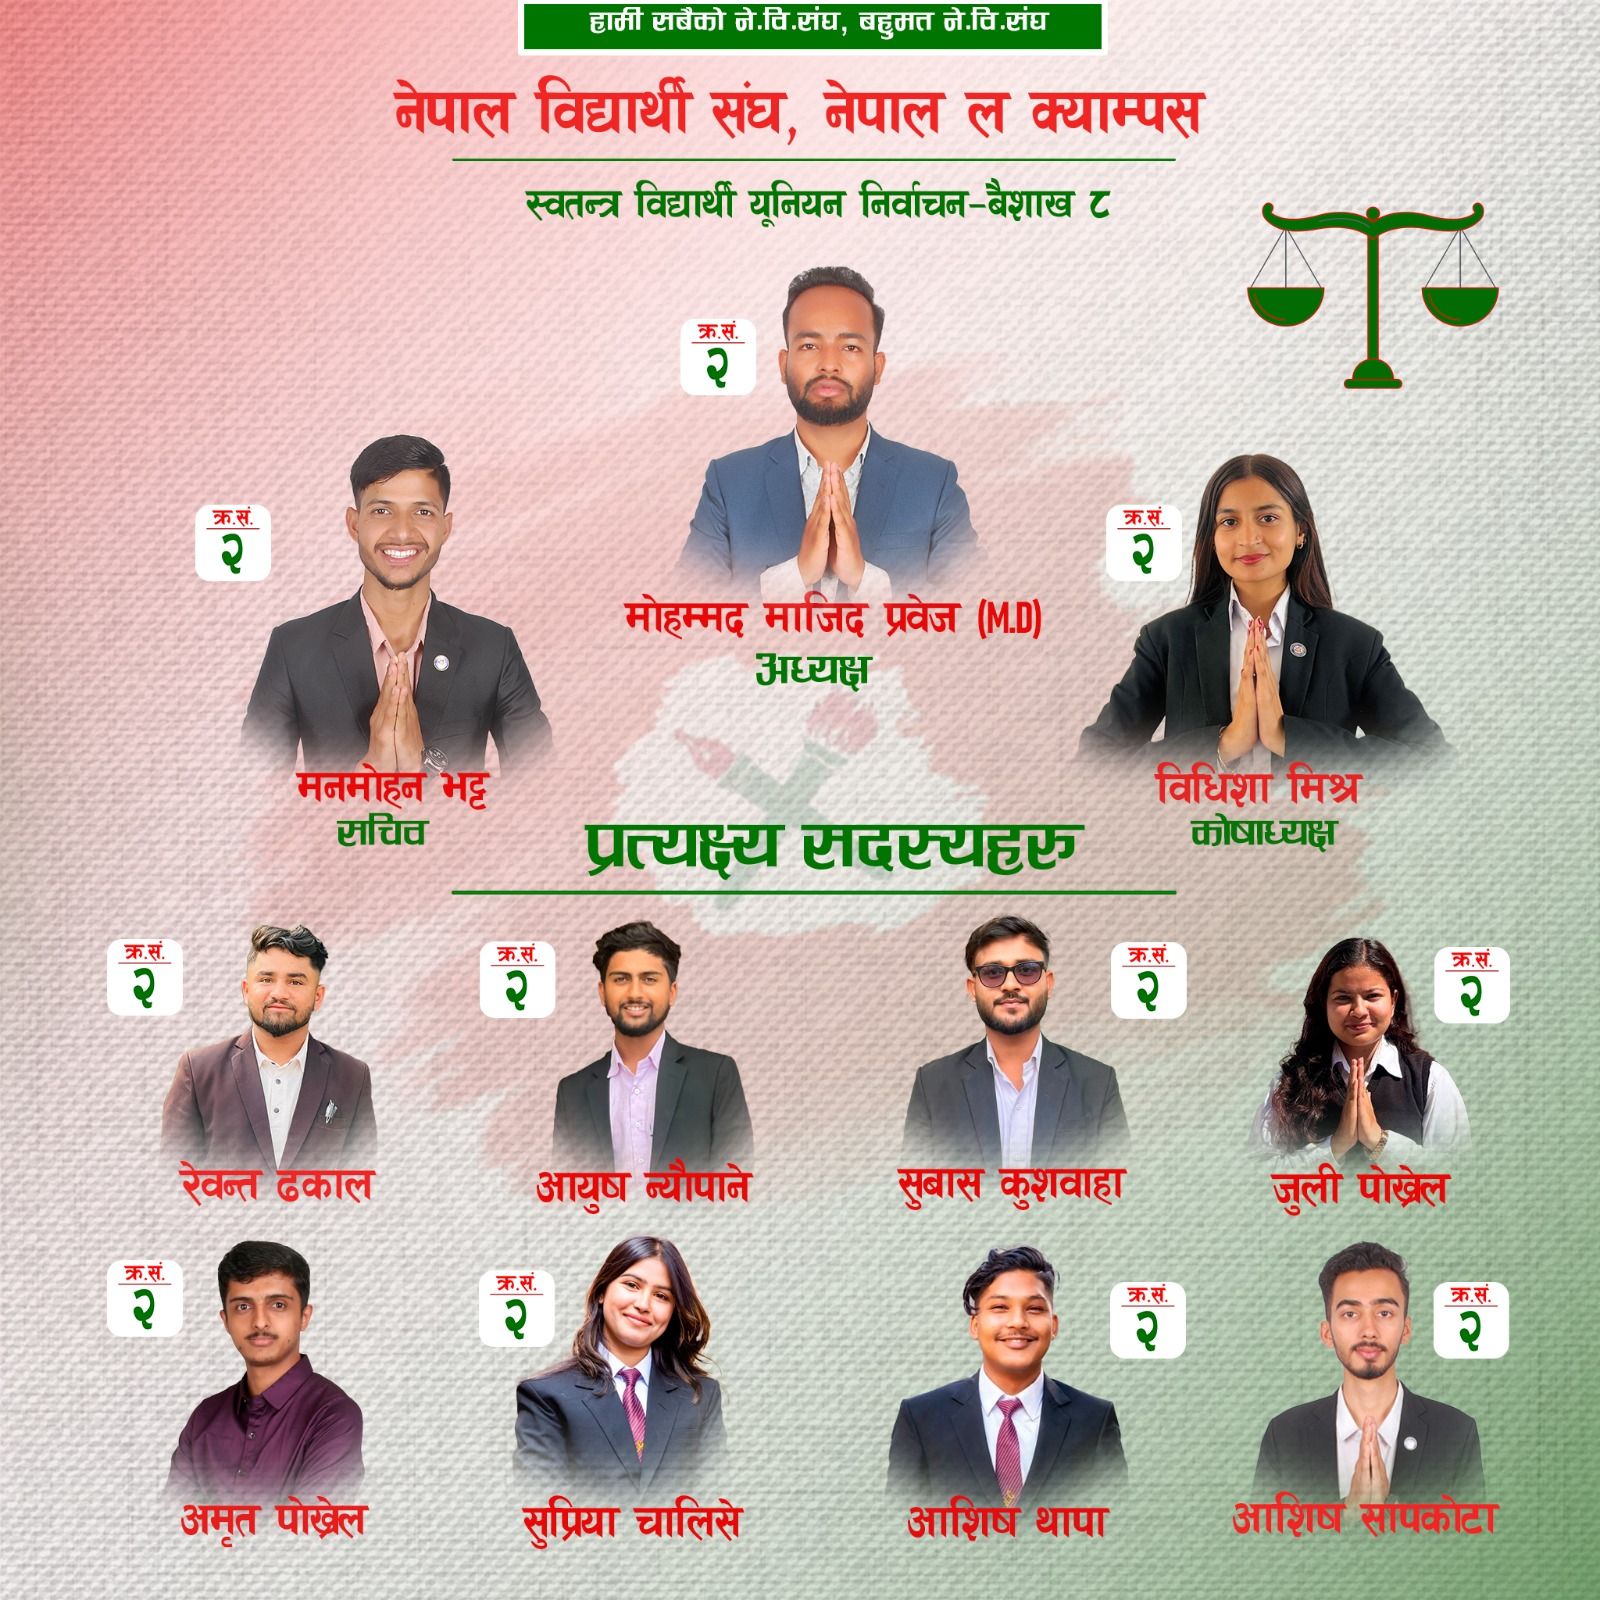 हामी सबैको ने.वि.संघ, बहुमत ने.वि.संघ
नेपाल विद्यार्थी संघ, नेपाल ल क्याम्पस
स्वतन्त्र विद्यार्थी यूनियन निर्वाचन-बैशाख ८
क्र.सं.
२
मोहम्मद माजिद प्रवेज (M.D)
अध्यक्ष
क्र.सं.
२
मनमोहन भट्ट
सचिव
क्र.सं.
२
विधिशा मिश्र
कोषाध्यक्ष
प्रत्यक्ष्य सदस्यहरु
क्र.सं.
२
रेवन्त ढकाल
क्र.सं.
२
आयुष न्यौपाने
क्र.सं.
२
सुबास कुशवाहा
क्र.सं.
२
जुली पोख्रेल
क्र.सं.
२
अमृत पोख्रेल
क्र.सं.
२
सुप्रिया चालिसे
क्र.सं.
२
आशिष थापा
क्र.सं.
२
आशिष सापकोटा